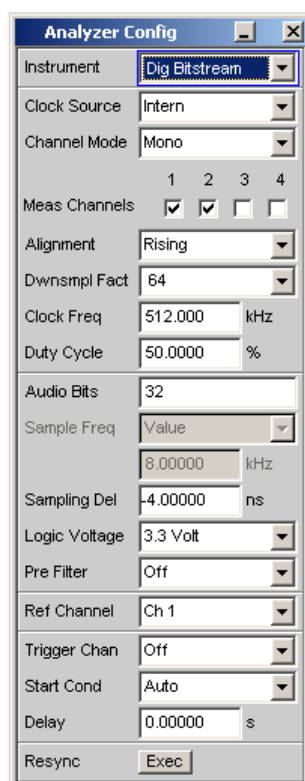 Analyzer Config
Instrument Dig Bitstream
Clock Source Intern
Channel Mode Mono
1 2 3 4
Meas Channels
Alignment Rising
Dwnsmpl Fact 64
Clock Freq 512.000 kHz
Duty Cycle 50.0000 %
Audio Bits 32
Sample Freq Value
8.00000 kHz
Sampling Del -4.00000 ns
Logic Voltage 3.3 Volt
Pre Filter Off
Ref Channel Ch 1
Trigger Chan Off
Start Cond Auto
Delay 0.00000 s
Resync Exec